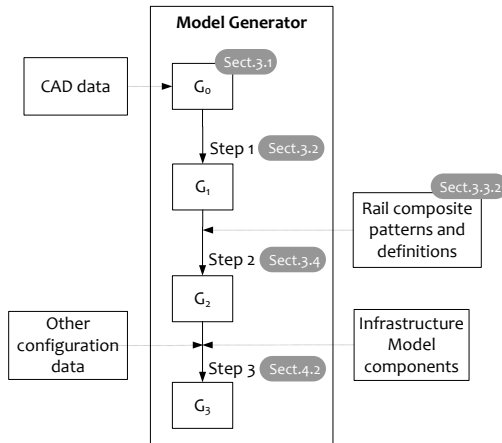 Model Generator
Sect.3.1
CAD data
G₀
Step 1
Sect.3.2
G₁
Sect.3.3.2
Rail composite
patterns and
definitions
Step 2
Sect.3.4
G₂
Other
configuration
data
Infrastructure
Model
components
Step 3
Sect.4.2
G₃